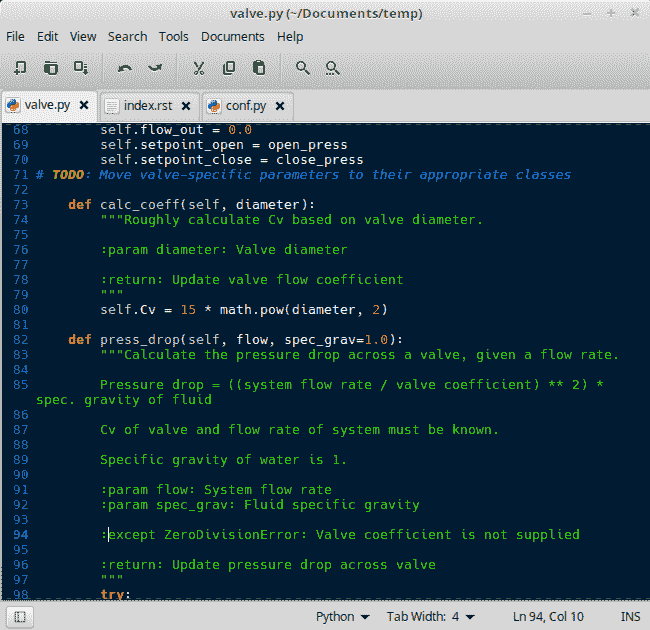 valve.py (~/Documents/temp)
File Edit View Search Tools Documents Help
valve.py index.rst conf.py
68 self.flow_out = 0.0
69 self.setpoint_open = open_press
70 self.setpoint_close = close_press
71 # TODO: Move valve-specific parameters to their appropriate classes
72
73 def calc_coeff(self, diameter):
74 """Roughly calculate Cv based on valve diameter.
75
76 :param diameter: Valve diameter
77
78 :return: Update valve flow coefficient
79 """
80 self.Cv = 15 * math.pow(diameter, 2)
81
82 def press_drop(self, flow, spec_grav=1.0):
83 """Calculate the pressure drop across a valve, given a flow rate.
84
85 Pressure drop = ((system flow rate / valve coefficient) ** 2) *
spec. gravity of fluid
86
87 Cv of valve and flow rate of system must be known.
88
89 Specific gravity of water is 1.
90
91 :param flow: System flow rate
92 :param spec_grav: Fluid specific gravity
93
94 :except ZeroDivisionError: Valve coefficient is not supplied
95
96 :return: Update pressure drop across valve
97 """
98 try:
Python Tab Width: 4 Ln 94, Col 10 INS